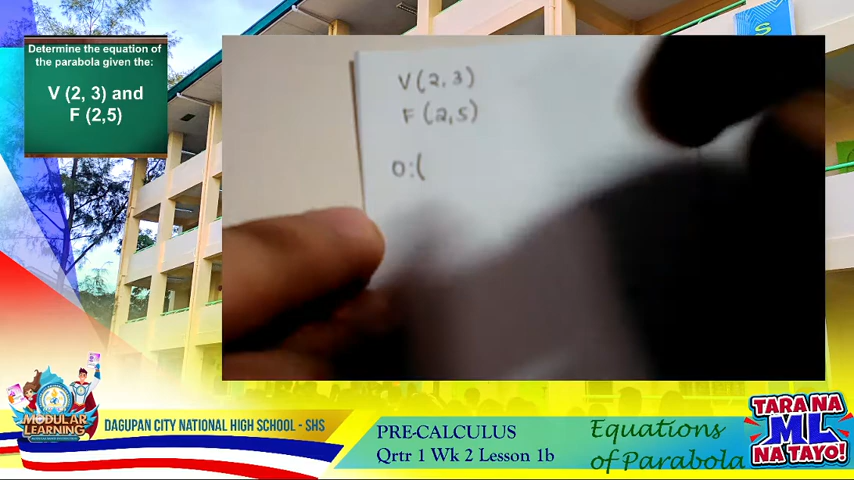 Determine the equation of
the parabola given the:
V (2, 3) and
F (2,5)
V(2,3)
F(2,5)
O:(
MODULAR
LEARNING
DAGUPAN CITY NATIONAL HIGH SCHOOL - SHS
PRE-CALCULUS
Qrtr 1 Wk 2 Lesson 1b
Equations
of Parabola
TARA NA
ML
NA TAYO!